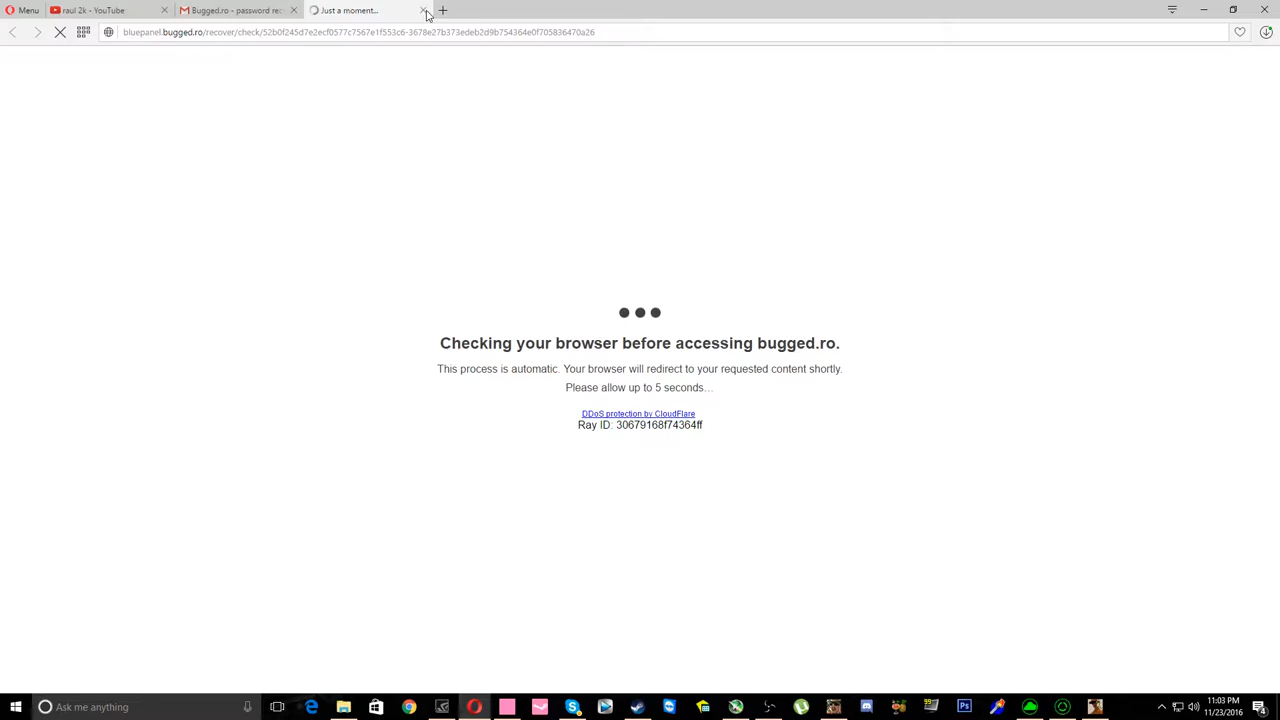 Menu
raul 2k - YouTube
Bugged.ro - password rec
Just a moment...
bluepanel.bugged.ro/recover/check/52b0f245d7e2ecf0577c7567e1f553c6-3678e27b373edeb2d9b754364e0f705836470a26
Checking your browser before accessing bugged.ro.
This process is automatic. Your browser will redirect to your requested content shortly.
Please allow up to 5 seconds...
DDoS protection by CloudFlare
Ray ID: 30679168f74364ff
Ask me anything
11:03 PM
11/23/2016